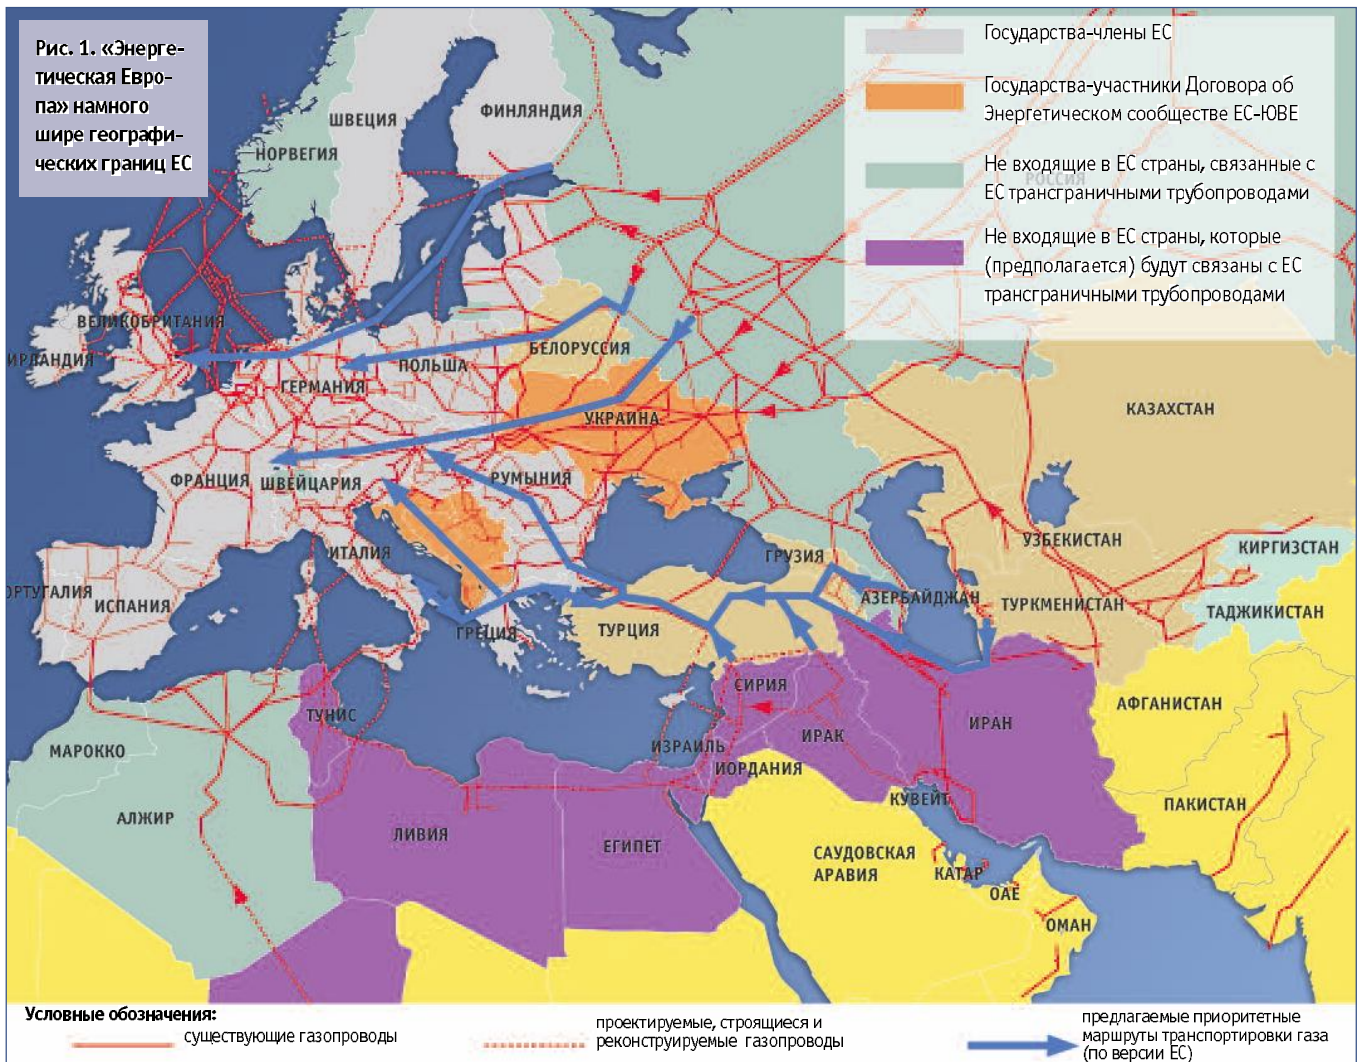 Рис. 1. «Энерге-
тическая Евро-
па» намного
шире географи-
ческих границ ЕС
Государства-члены ЕС
Государства-участники Договора об
Энергетическом сообществе ЕС-ЮВЕ
Не входящие в ЕС страны, связанные с
ЕС трансграничными трубопроводами
Не входящие в ЕС страны, которые
(предполагается) будут связаны с ЕС
трансграничными трубопроводами
РОССИЯ
ФИНЛЯНДИЯ
ШВЕЦИЯ
НОРВЕГИЯ
ВЕЛИКОБРИТАНИЯ
ИРЛАНДИЯ
БЕЛОРУССИЯ
ПОЛЬША
ГЕРМАНИЯ
УКРАИНА
КАЗАХСТАН
ФРАНЦИЯ
ШВЕЙЦАРИЯ
РУМЫНИЯ
УЗБЕКИСТАН
КИРГИЗСТАН
ИТАЛИЯ
ГРУЗИЯ
ОРТУГАЛИЯ
ИСПАНИЯ
АЗЕРБАЙДЖАН
ТУРКМЕНИСТАН
ТАДЖИКИСТАН
ГРЕЦИЯ
ТУРЦИЯ
СИРИЯ
АФГАНИСТАН
ТУНИС
ИРАН
МАРОККО
ИЗРАИЛЬ
ИРАК
ИОРДАНИЯ
КУВЕЙТ
ПАКИСТАН
АЛЖИР
ЛИВИЯ
ЕГИПЕТ
САУДОВСКАЯ
АРАВИЯ
КАТАР
ОАЕ
ОМАН
Условные обозначения:
существующие газопроводы
проектируемые, строящиеся и
реконструируемые газопроводы
предлагаемые приоритетные
маршруты транспортировки газа
(по версии ЕС)